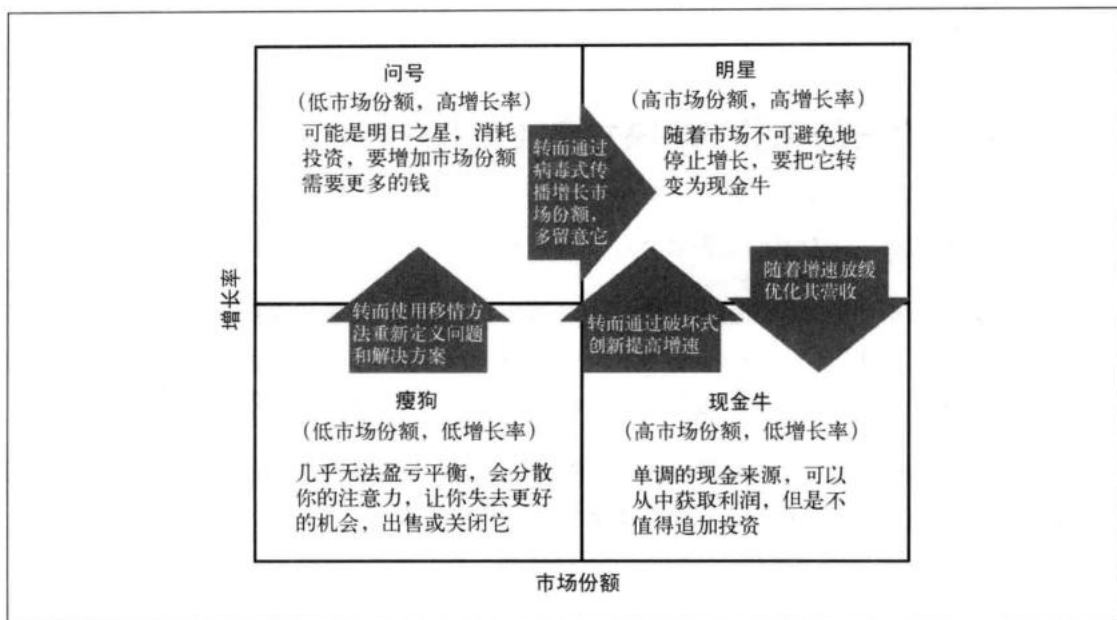 问号
(低市场份额,高增长率)
可能是明日之星,消耗
投资,要增加市场份额
需要更多的钱
转而通过
病毒式传
播增长市
场份额,
多留意它
明星
(高市场份额,高增长率)
随着市场不可避免地
停止增长,要把它转
变为现金牛
增长率
转而使用移情方
法重新定义问题
和解决方案
转而通过破坏式
创新提高增速
随着增速放缓
优化其营收
瘦狗
(低市场份额,低增长率)
几乎无法盈亏平衡,会分散
你的注意力,让你失去更好
的机会,出售或关闭它
现金牛
(高市场份额,低增长率)
单调的现金来源,可以
从中获取利润,但是不
值得追加投资
市场份额